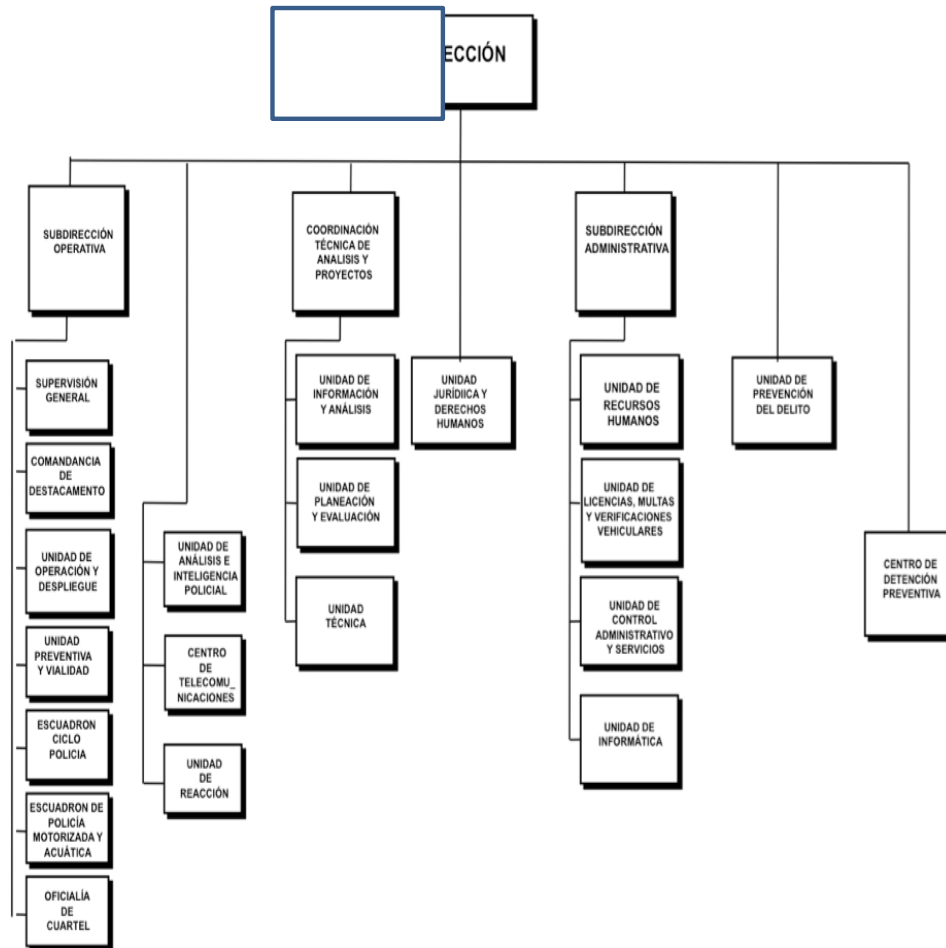 ECCIÓN
SUBDIRECCIÓN
OPERATIVA
COORDINACIÓN
TÉCNICA DE
ANALISIS Y
PROYECTOS
SUBDIRECCIÓN
ADMINISTRATIVA
SUPERVISIÓN
GENERAL
COMANDANCIA
DE
DESTACAMENTO
UNIDAD DE
OPERACIÓN Y
DESPLIEGUE
UNIDAD
PREVENTIVA
Y VIALIDAD
ESCUADRON
CICLO
POLICIA
ESCUADRON DE
POLICÍA
MOTORIZADA Y
ACUÁTICA
OFICIALÍA
DE
CUARTEL
UNIDAD DE
ANÁLISIS E
INTELIGENCIA
POLICIAL
CENTRO
DE
TELECOMU_
NICACIONES
UNIDAD
DE
REACCIÓN
UNIDAD DE
INFORMACIÓN
Y ANÁLISIS
UNIDAD DE
PLANEACIÓN
Y EVALUACIÓN
UNIDAD
TÉCNICA
UNIDAD
JURÍDIICA Y
DERECHOS
HUMANOS
UNIDAD DE
RECURSOS
HUMANOS
UNIDAD DE
LICENCIAS, MULTAS
Y VERIFICACIONES
VEHICULARES
UNIDAD DE
CONTROL
ADMINISTRATIVO
Y SERVICIOS
UNIDAD DE
INFORMÁTICA
UNIDAD DE
PREVENCIÓN
DEL DELITO
CENTRO DE
DETENCIÓN
PREVENTIVA